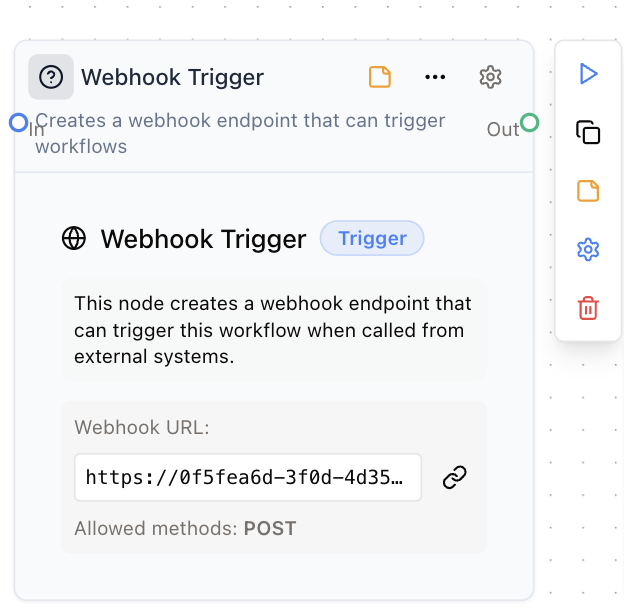 Webhook Trigger
In
Creates a webhook endpoint that can trigger
workflows
Out
Webhook Trigger
Trigger
This node creates a webhook endpoint that
can trigger this workflow when called from
external systems.
Webhook URL:
https://0f5fea6d-3f0d-4d35…
Allowed methods: POST